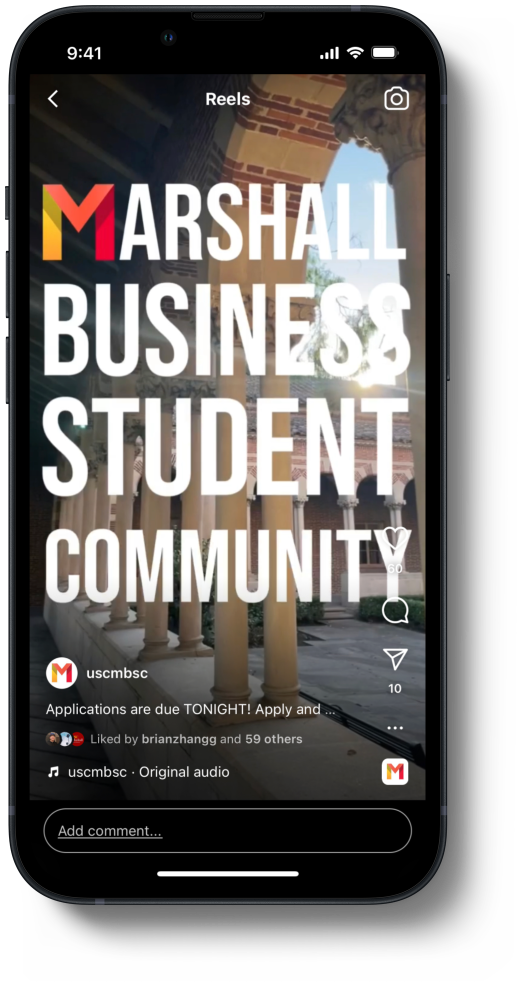 9:41
Reels
MARSHALL
BUSINESS
STUDENT
COMMUNITY
60
uscmbsc
10
Applications are due TONIGHT! Apply and ...
Liked by brianzhangg and 59 others
uscmbsc · Original audio
Add comment...